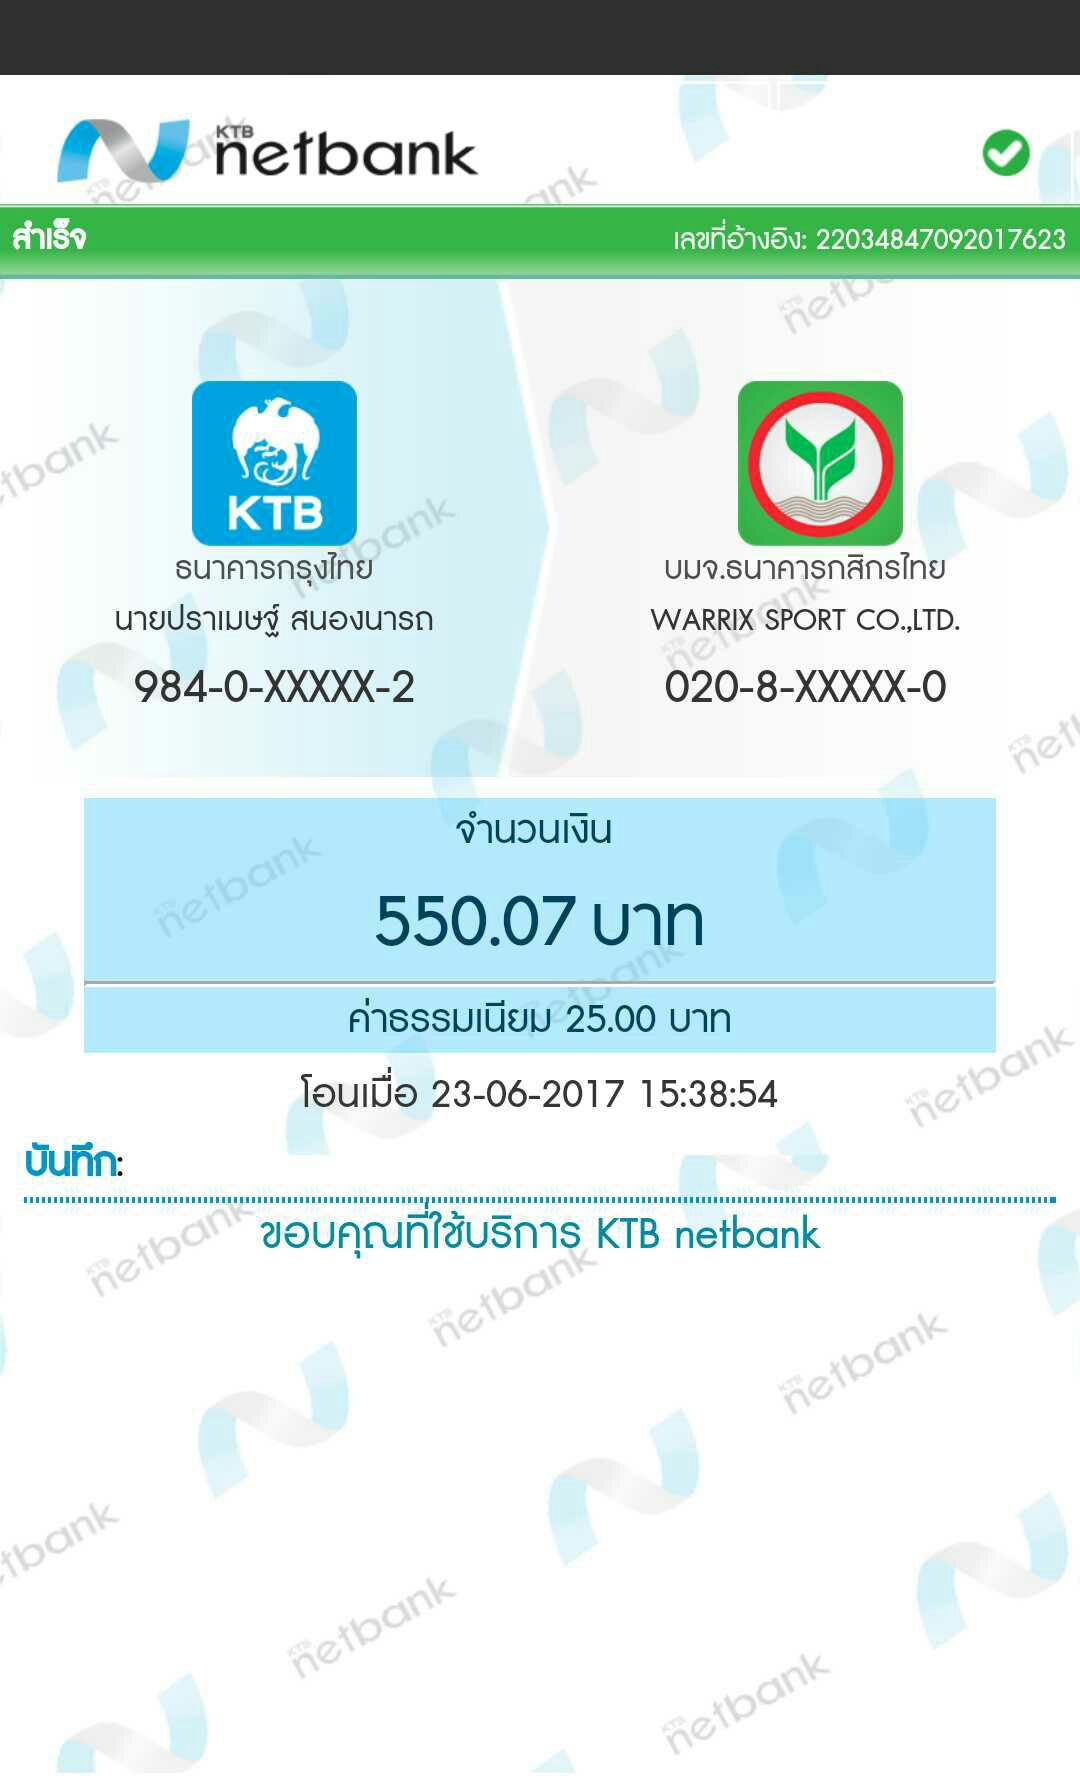 KTB
netbank
สำเร็จ
เลขที่อ้างอิง: 22034847092017623
KTB
ธนาคารกรุงไทย
นายปราเมษฐ์ สนองนารถ
984-0-XXXXX-2
บมจ.ธนาคารกสิกรไทย
WARRIX SPORT CO.,LTD.
020-8-XXXXX-0
จำนวนเงิน
550.07 บาท
ค่าธรรมเนียม 25.00 บาท
โอนเมื่อ 23-06-2017 15:38:54
บันทึก:
ขอบคุณที่ใช้บริการ KTB netbank